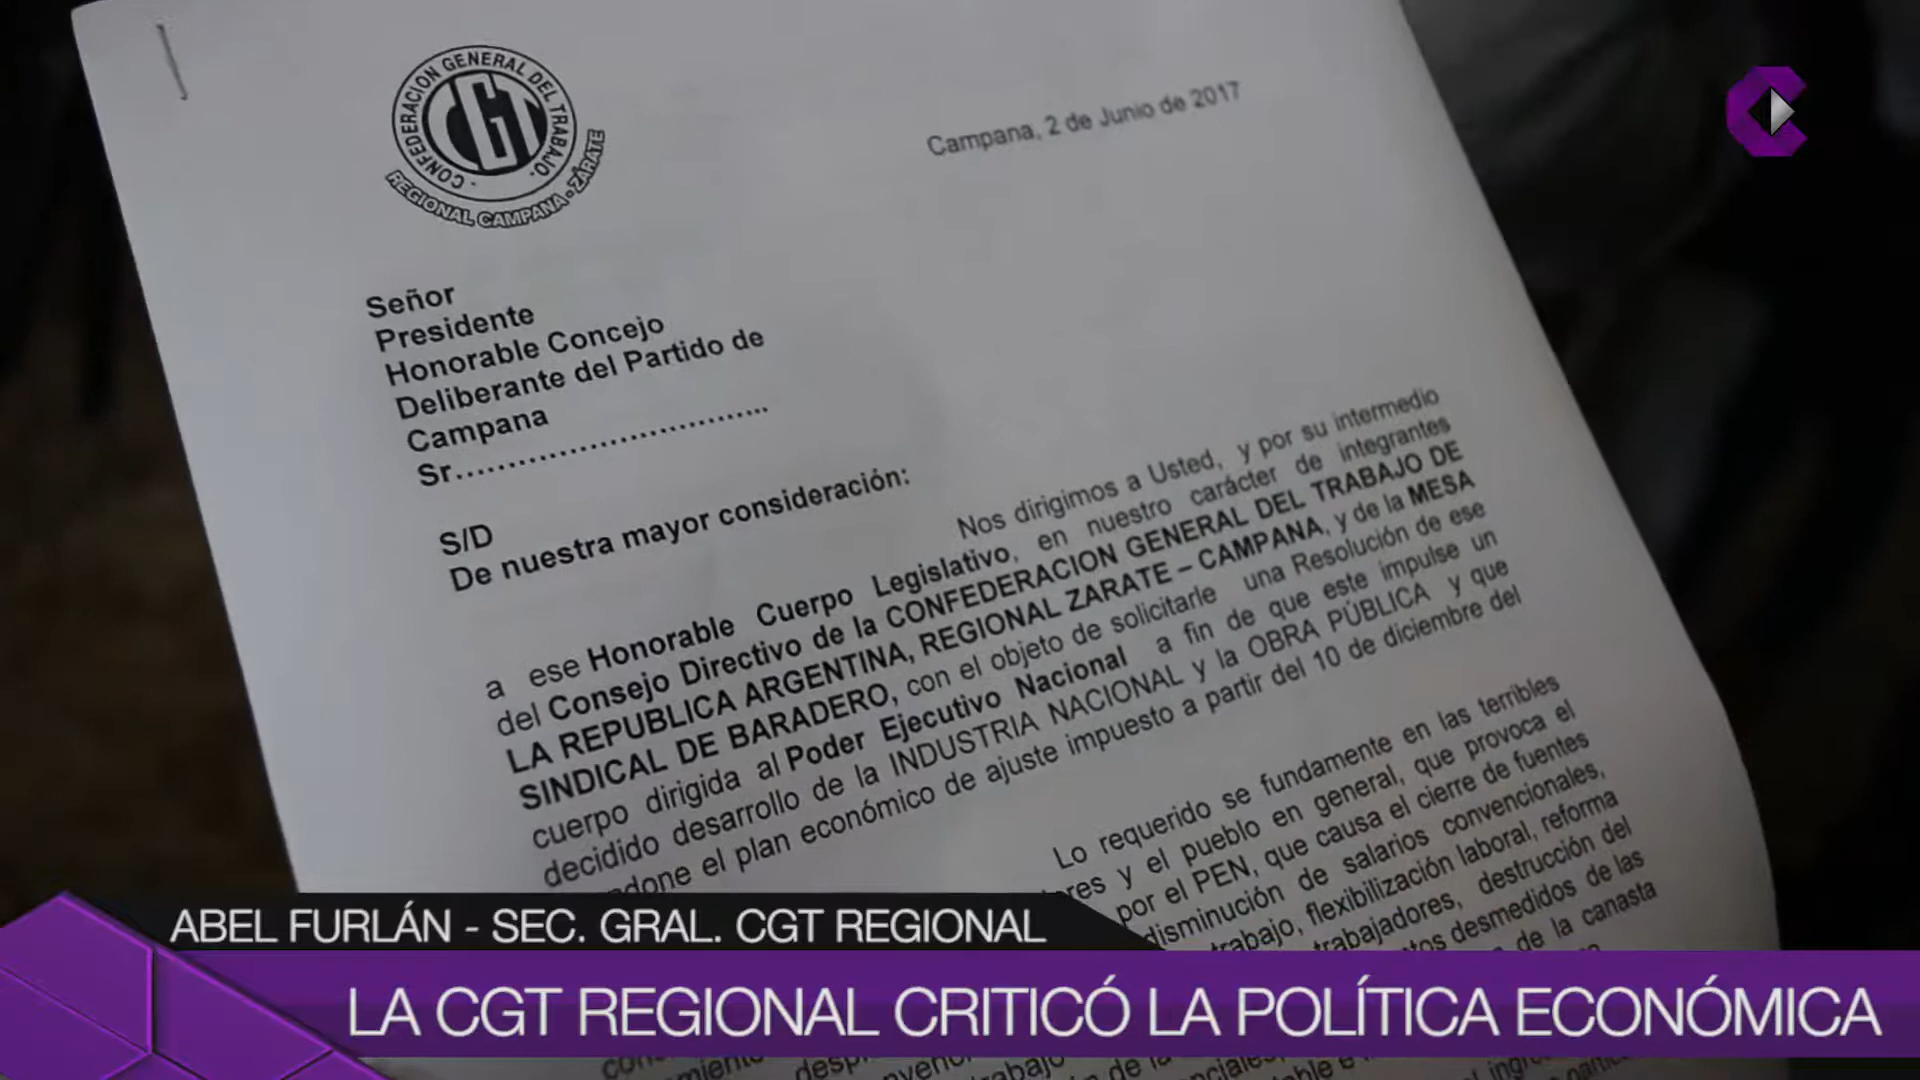 CONFEDERACION GENERAL DEL TRABAJO
CGT
REGIONAL CAMPANA - ZÁRATE
Campana, 2 de Junio de 2017
Señor
Presidente
Honorable Concejo
Deliberante del Partido de
Campana
Sr..............................
S/D
De nuestra mayor consideración:
Nos dirigimos a Usted, y por su intermedio
a ese Honorable Cuerpo Legislativo, en nuestro carácter de integrantes
del Consejo Directivo de la CONFEDERACION GENERAL DEL TRABAJO DE
LA REPUBLICA ARGENTINA, REGIONAL ZARATE – CAMPANA, y de la MESA
SINDICAL DE BARADERO, con el objeto de solicitarle una Resolución de ese
cuerpo dirigida al Poder Ejecutivo Nacional a fin de que este impulse un
decidido desarrollo de la INDUSTRIA NACIONAL y la OBRA PÚBLICA y que
el plan económico de ajuste impuesto a partir del 10 de diciembre del
Lo requerido se fundamente en las terribles
y el pueblo en general, que provoca el
por el PEN, que causa el cierre de fuentes
disminución de salarios convencionales,
trabajo, flexibilización laboral, reforma
trabajadores, destrucción del
desmedidos de las
de la canasta
ABEL FURLÁN - SEC. GRAL. CGT REGIONAL
LA CGT REGIONAL CRITICÓ LA POLÍTICA ECONÓMICA